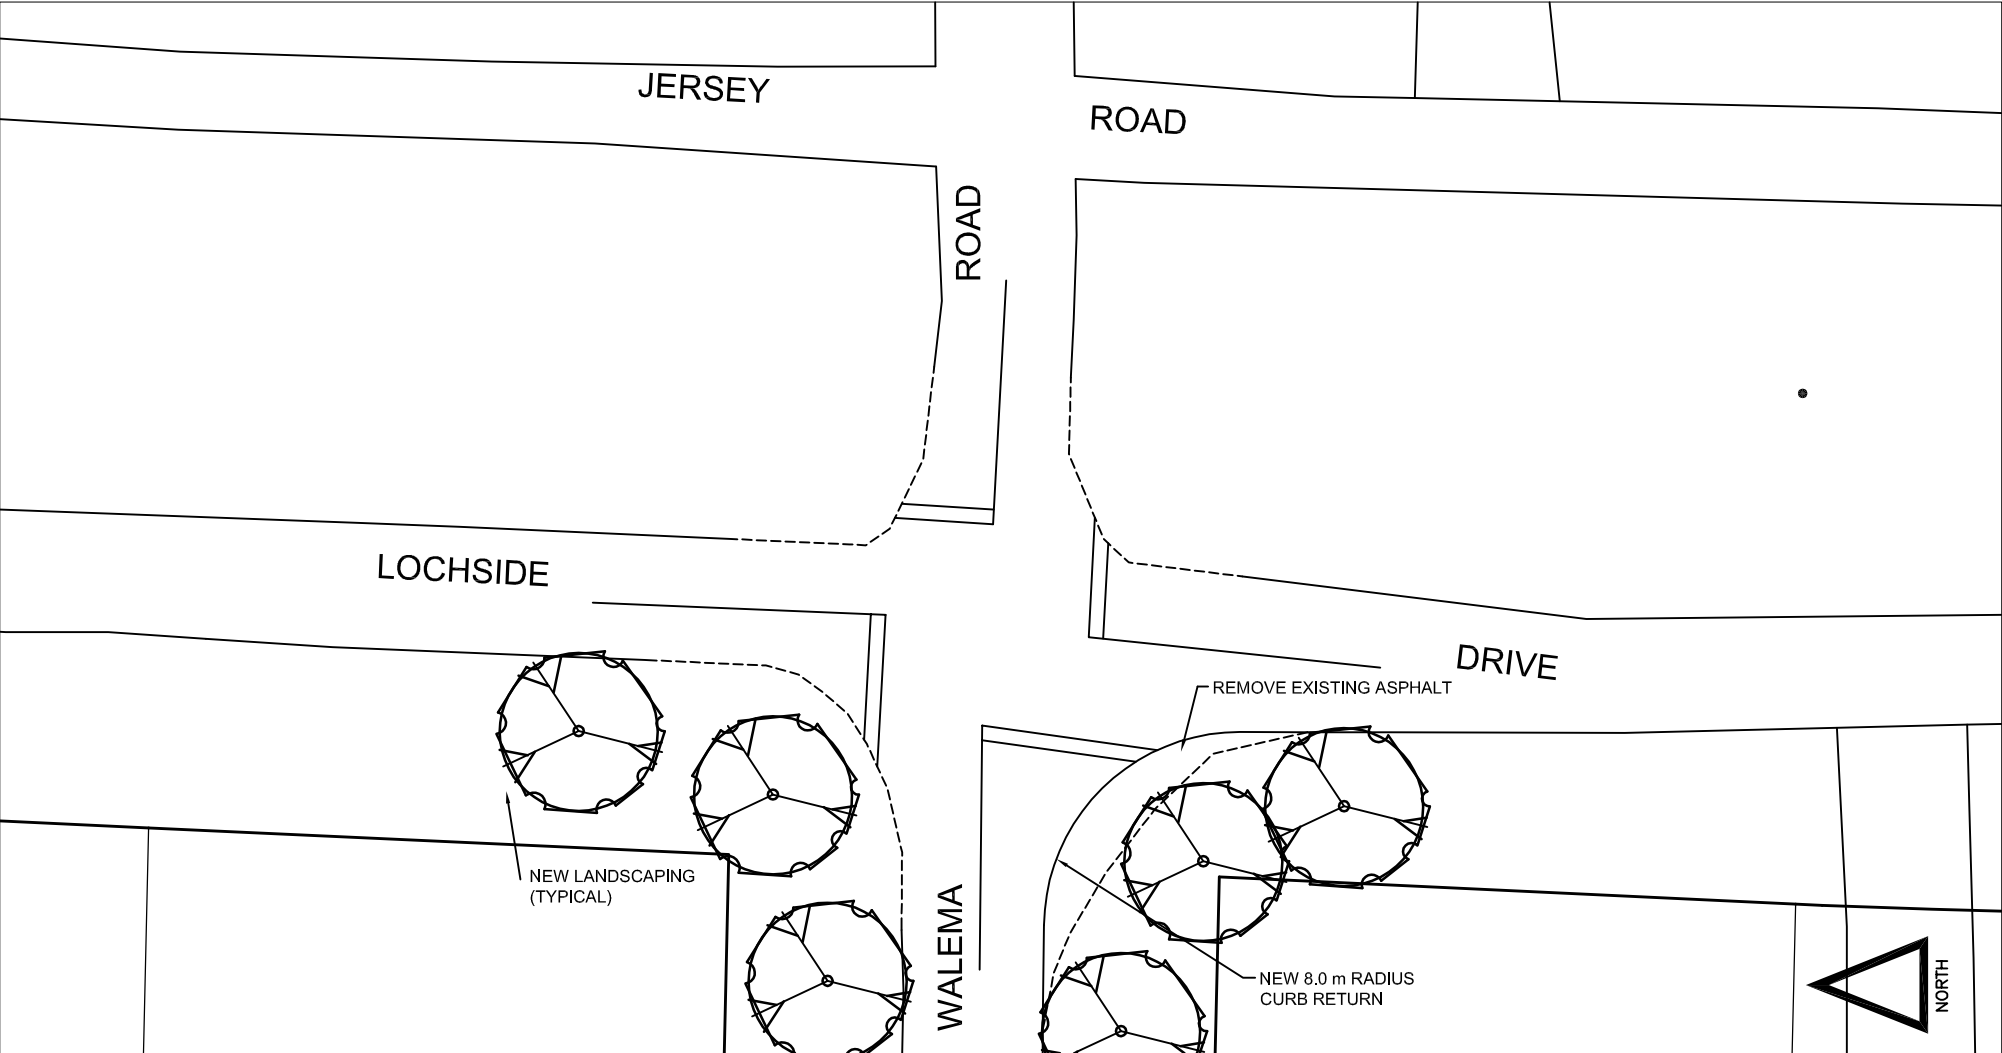 JERSEY
ROAD
ROAD
LOCHSIDE
DRIVE
REMOVE EXISTING ASPHALT
NEW LANDSCAPING
(TYPICAL)
WALEMA
NEW 8.0 m RADIUS
CURB RETURN
NORTH